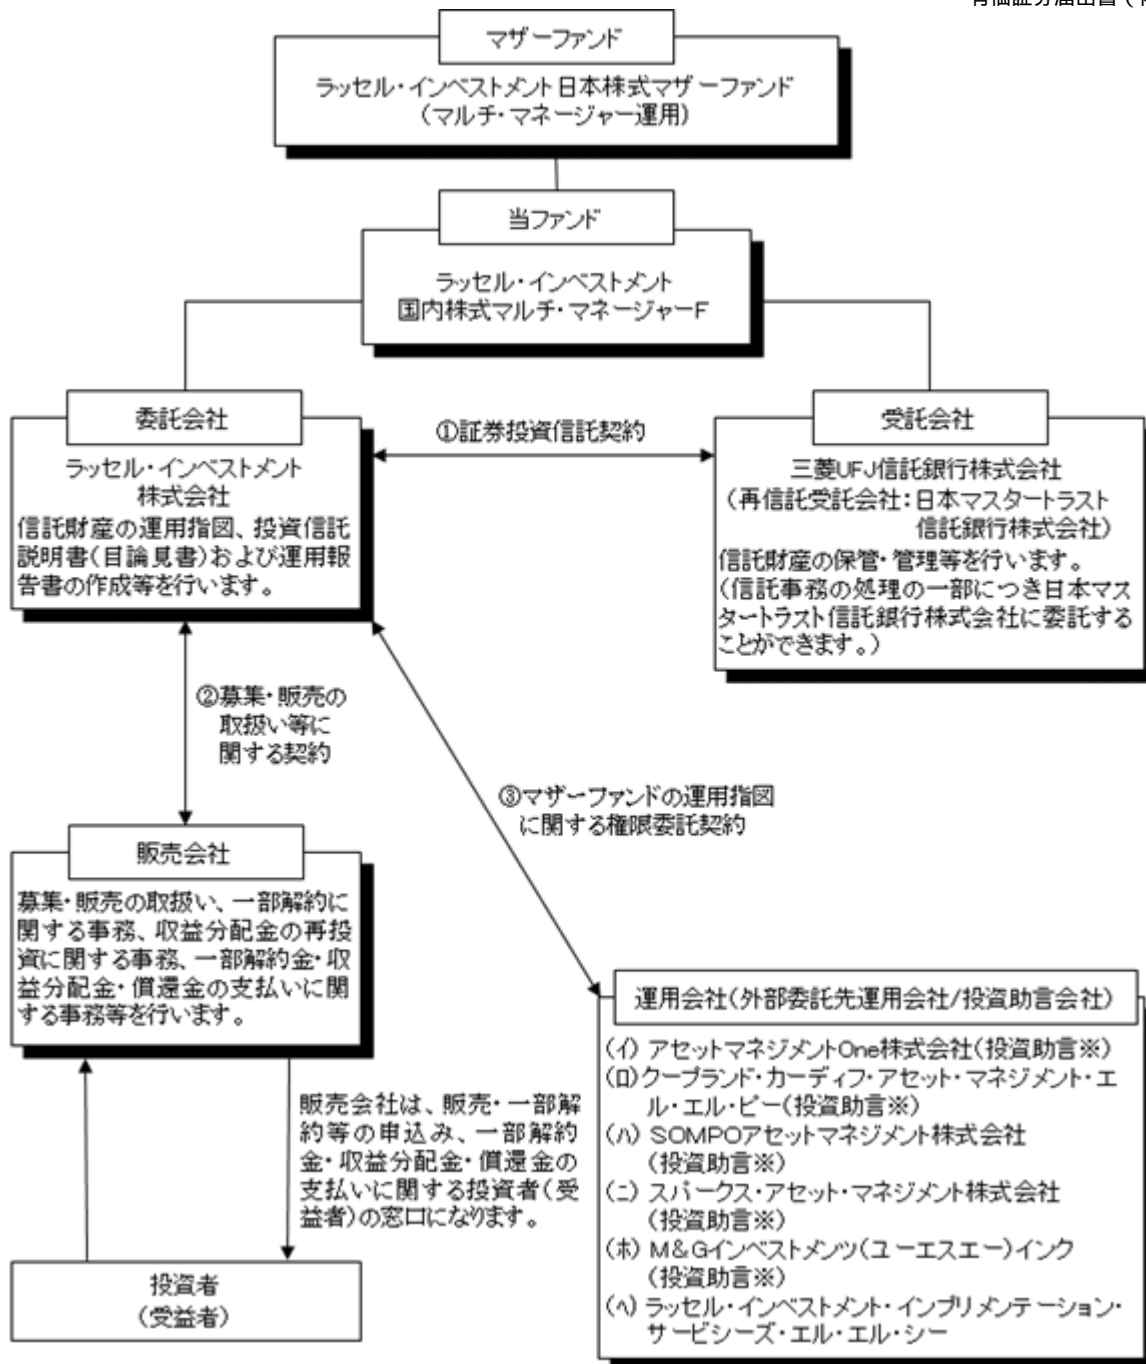 マザーファンド
ラッセル・インベストメント日本株式マザーファンド
(マルチ・マネージャー運用)
当ファンド
ラッセル・インベストメント
国内株式マルチ・マネージャーF
委託会社
ラッセル・インベストメント
株式会社
信託財産の運用指図、投資信託
説明書(目論見書)および運用報
告書の作成等を行います。
①証券投資信託契約
受託会社
三菱UFJ信託銀行株式会社
(再信託受託会社:日本マスタートラスト
信託銀行株式会社)
信託財産の保管・管理等を行います。
(信託事務の処理の一部につき日本マス
タートラスト信託銀行株式会社に委託する
ことができます。)
②募集・販売の
取扱い等に
関する契約
③マザーファンドの運用指図
に関する権限委託契約
販売会社
募集・販売の取扱い、一部解約に
関する事務、収益分配金の再投
資に関する事務、一部解約金・収
益分配金・償還金の支払いに関
する事務等を行います。
販売会社は、販売・一部解
約等の申込み、一部解約
金・収益分配金・償還金の
支払いに関する投資者(受
益者)の窓口になります。
投資者
(受益者)
運用会社(外部委託先運用会社/投資助言会社)
(イ) アセットマネジメントOne株式会社(投資助言※)
(ロ)クープランド・カーディフ・アセット・マネジメント・エ
ル・エル・ピー(投資助言※)
(ハ) SOMPOアセットマネジメント株式会社
(投資助言※)
(ニ) スパークス・アセット・マネジメント株式会社
(投資助言※)
(ホ) M&Gインベストメンツ(ユーエスエー)インク
(投資助言※)
(ヘ) ラッセル・インベストメント・インプリメンテーション・
サービシーズ・エル・エル・シー